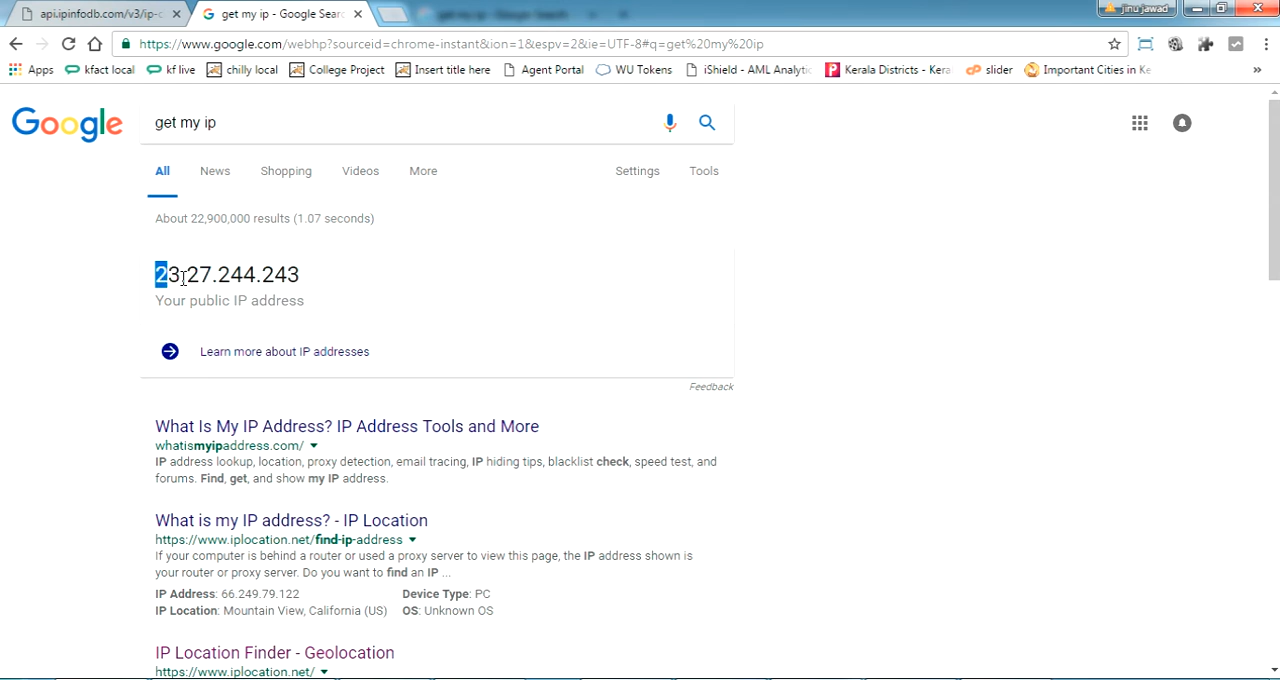 api.ipinfodb.com/v3/ip-c
get my ip - Google Sear
jinu jawad
https://www.google.com/webhp?sourceid=chrome-instant&ion=1&espv=2&ie=UTF-8#q=get%20my%20ip
Apps kfact local kf live chilly local College Project Insert title here Agent Portal WU Tokens iShield - AML Analytic Kerala Districts - Kera slider Important Cities in Ke »
Google get my ip
All News Shopping Videos More Settings Tools
About 22,900,000 results (1.07 seconds)
23.27.244.243
Your public IP address
Learn more about IP addresses
Feedback
What Is My IP Address? IP Address Tools and More
whatismyipaddress.com/
IP address lookup, location, proxy detection, email tracing, IP hiding tips, blacklist check, speed test, and
forums. Find, get, and show my IP address.
What is my IP address? - IP Location
https://www.iplocation.net/find-ip-address
If your computer is behind a router or used a proxy server to view this page, the IP address shown is
your router or proxy server. Do you want to find an IP ...
IP Address: 66.249.79.122 Device Type: PC
IP Location: Mountain View, California (US) OS: Unknown OS
IP Location Finder - Geolocation
https://www.iplocation.net/